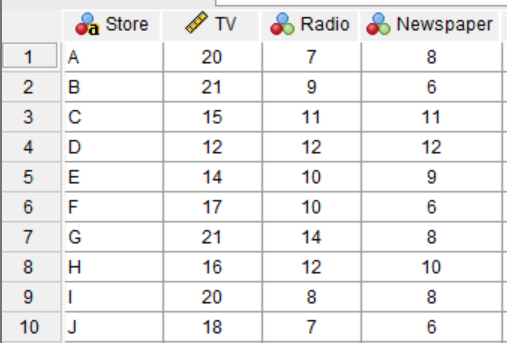 Store TV Radio Newspaper
1 A 20 7 8
2 B 21 9 6
3 C 15 11 11
4 D 12 12 12
5 E 14 10 9
6 F 17 10 6
7 G 21 14 8
8 H 16 12 10
9 I 20 8 8
10 J 18 7 6